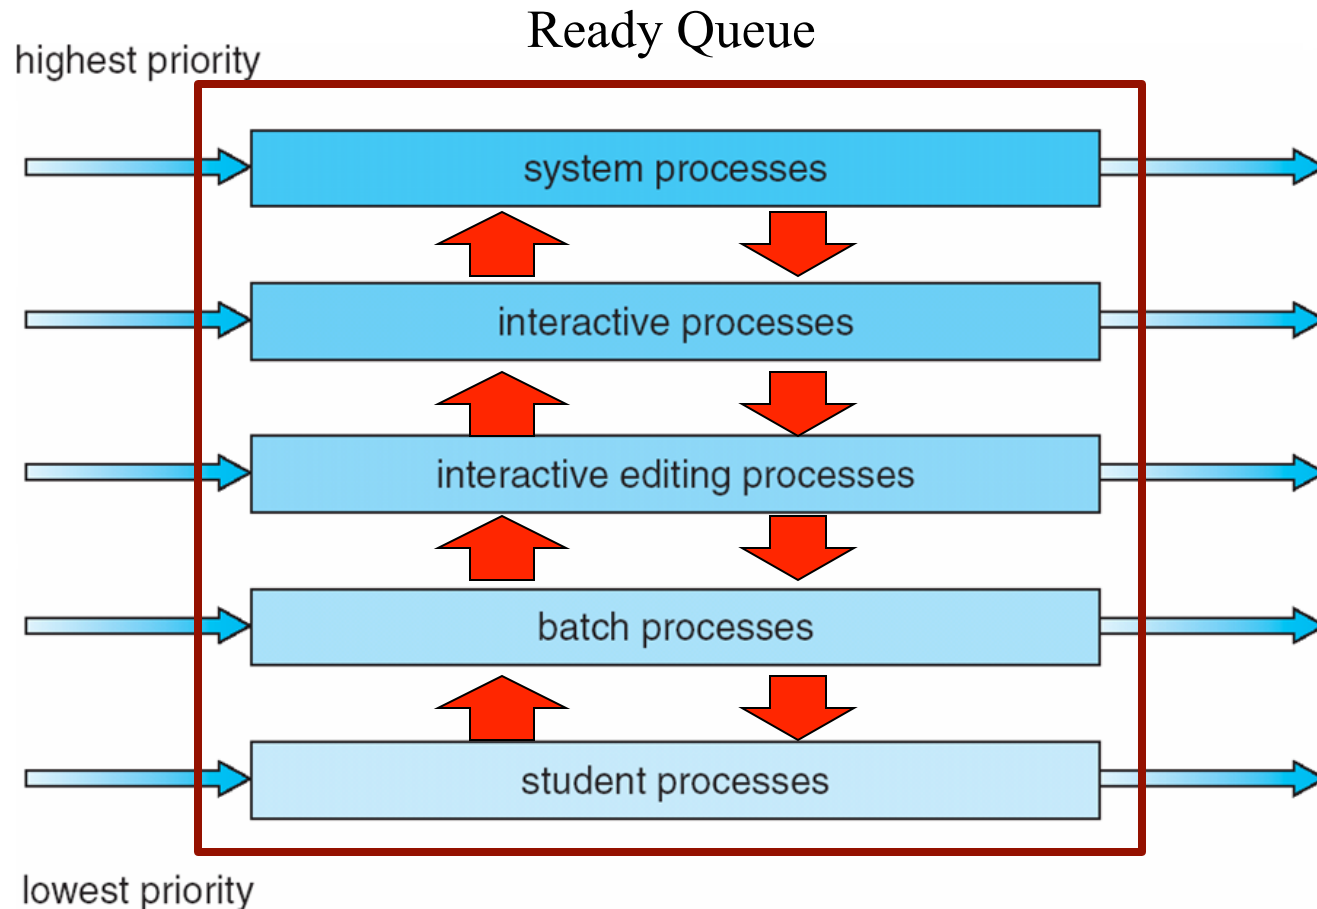 Ready Queue
highest priority
system processes
interactive processes
interactive editing processes
batch processes
student processes
lowest priority